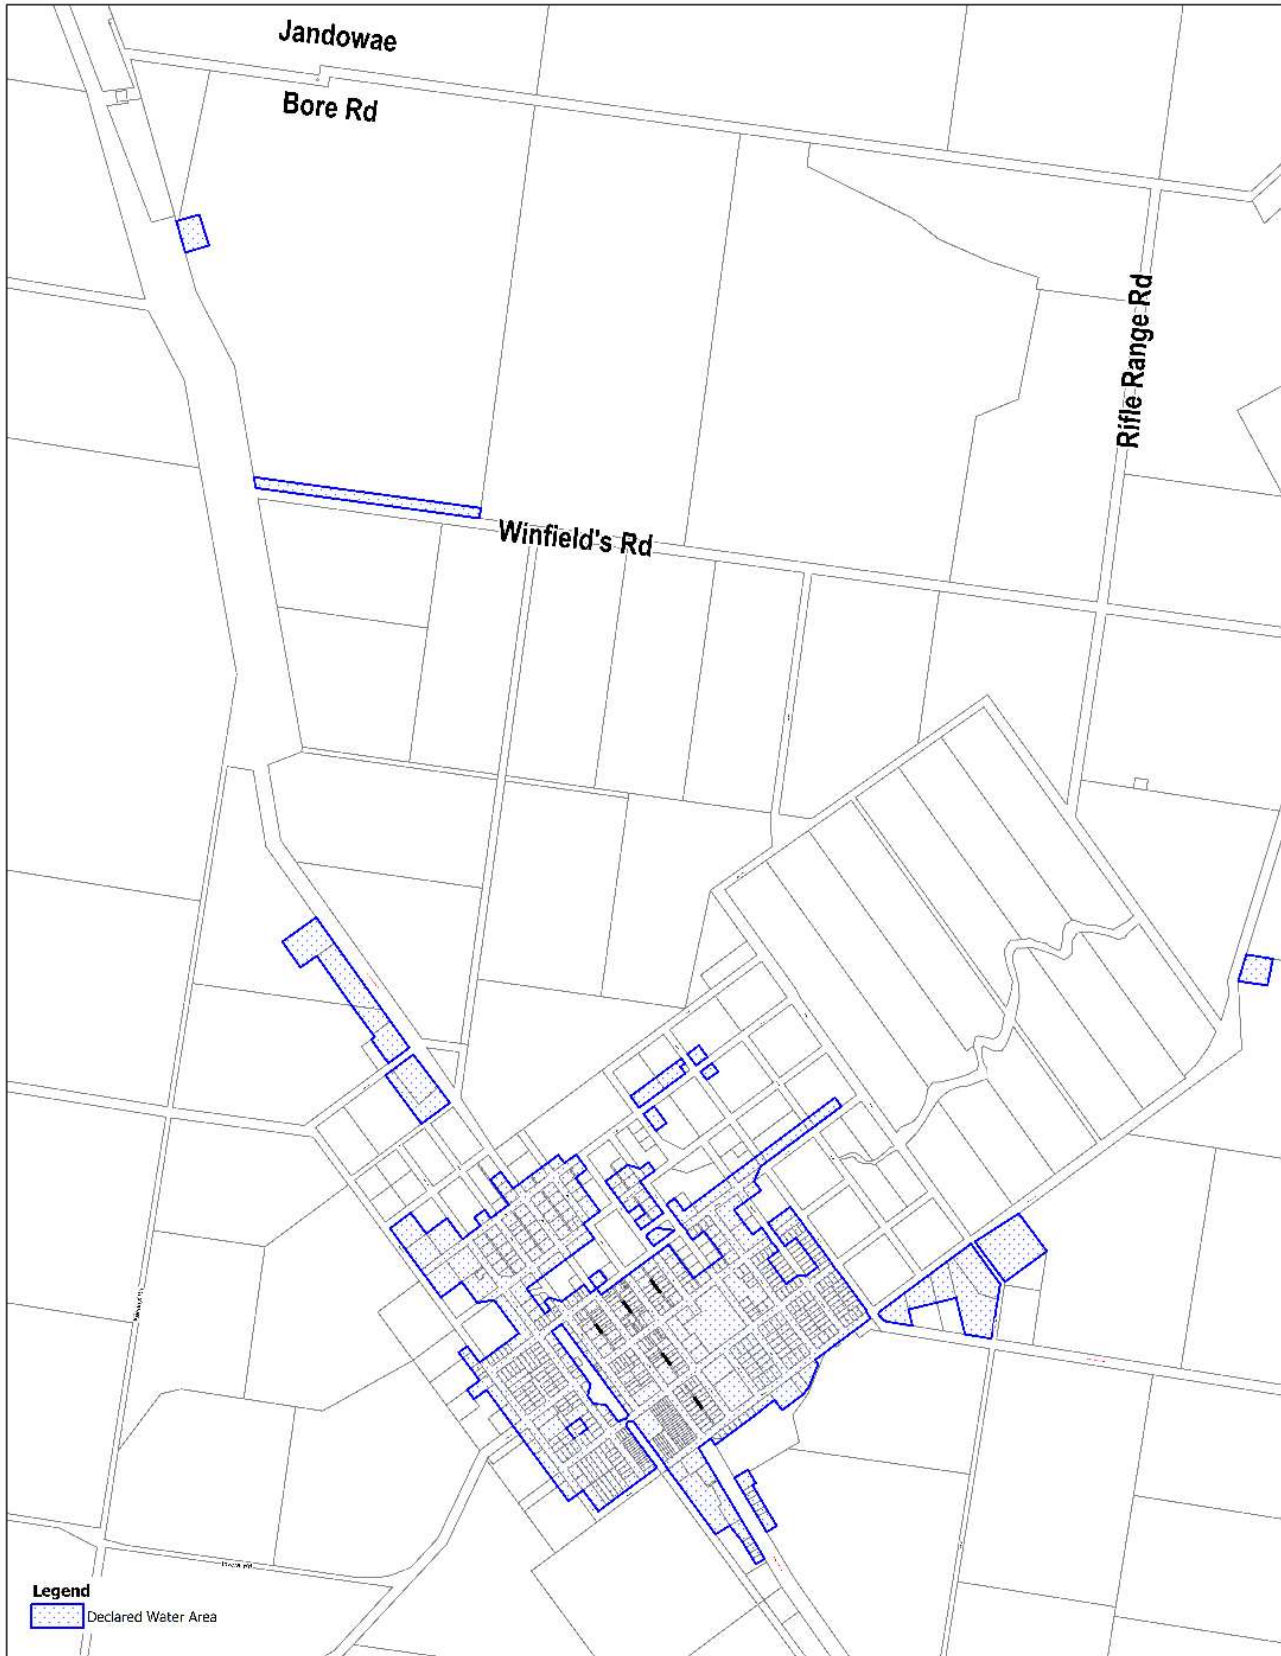 Jandowae
Bore Rd
Rifle Range Rd
Winfield's Rd
Legend
Declared Water Area